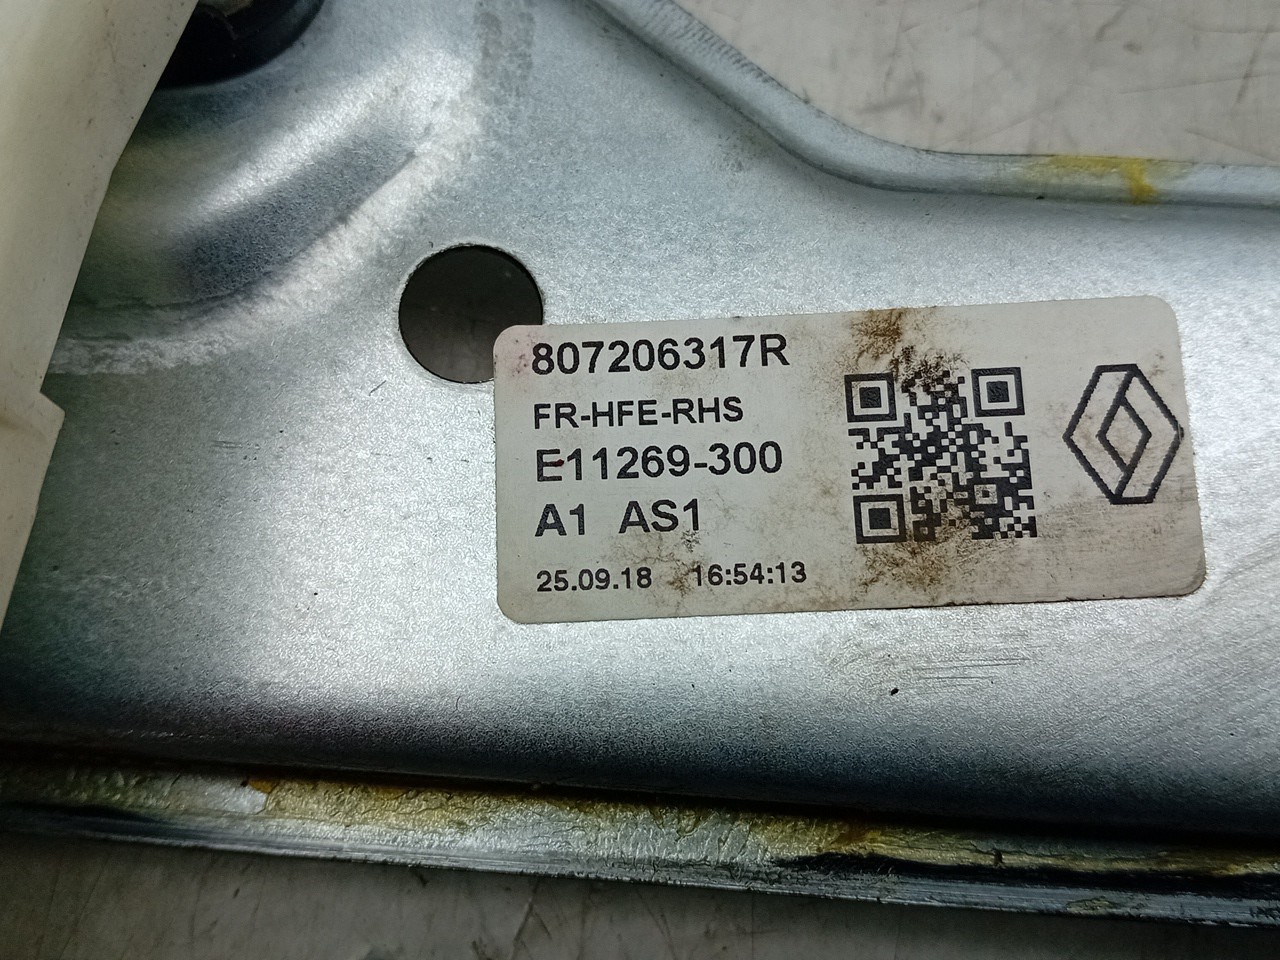 807206317R
FR-HFE-RHS
E11269-300
A1 AS1
25.09.18 16:54:13